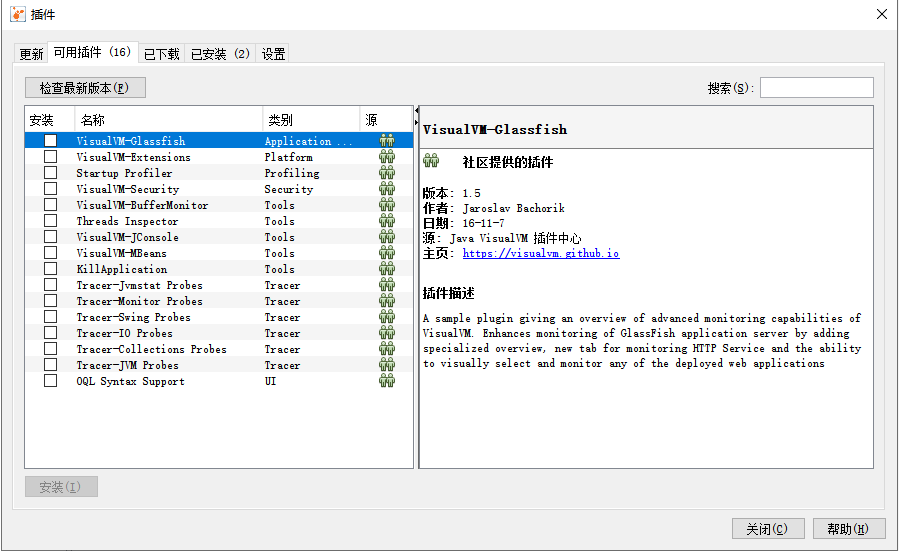 插件
更新 可用插件 (16) 已下载 已安装 (2) 设置
检查最新版本(F) 搜索(S):
安装 名称 类别 源
VisualVM-Glassfish Application ...
VisualVM-Extensions Platform
Startup Profiler Profiling
VisualVM-Security Security
VisualVM-BufferMonitor Tools
Threads Inspector Tools
VisualVM-JConsole Tools
VisualVM-MBeans Tools
KillApplication Tools
Tracer-Jvmstat Probes Tracer
Tracer-Monitor Probes Tracer
Tracer-Swing Probes Tracer
Tracer-IO Probes Tracer
Tracer-Collections Probes Tracer
Tracer-JVM Probes Tracer
OQL Syntax Support UI
VisualVM-Glassfish
社区提供的插件
版本: 1.5
作者: Jaroslav Bachorik
日期: 16-11-7
源: Java VisualVM 插件中心
主页: https://visualvm.github.io
插件描述
A sample plugin giving an overview of advanced monitoring capabilities of
VisualVM. Enhances monitoring of GlassFish application server by adding
specialized overview, new tab for monitoring HTTP Service and the ability
to visually select and monitor any of the deployed web applications
安装(I)
关闭(C) 帮助(H)